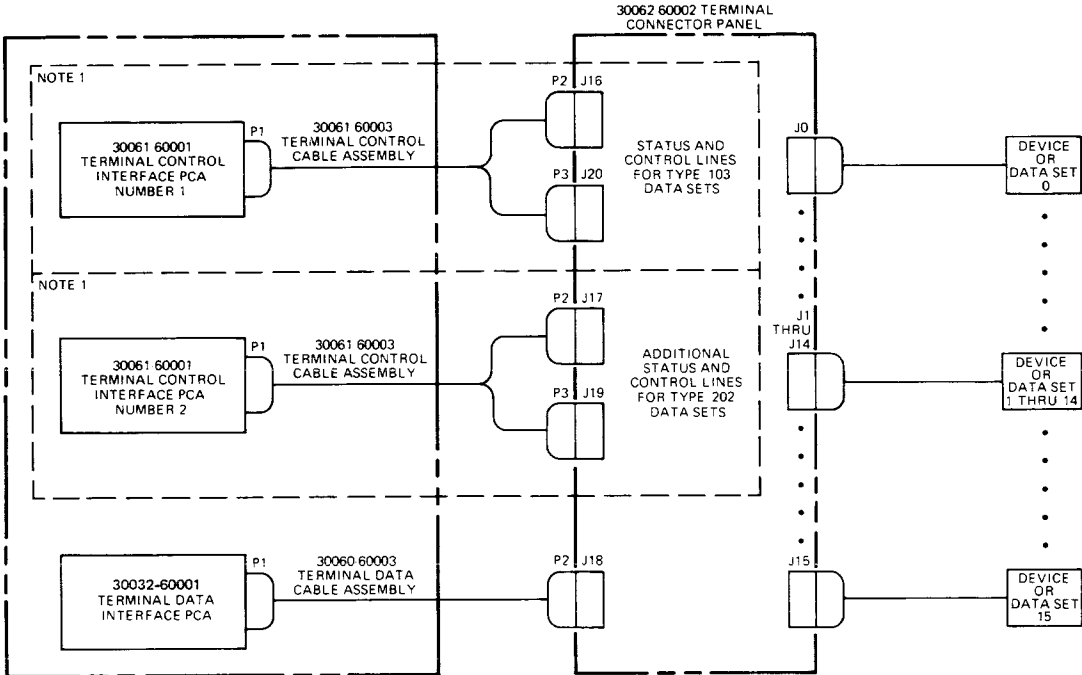 30062 60002 TERMINAL
CONNECTOR PANEL
NOTE 1
30061 60001
TERMINAL CONTROL
INTERFACE PCA
NUMBER 1
P1
30061 60003
TERMINAL CONTROL
CABLE ASSEMBLY
P2 J16
P3 J20
STATUS AND
CONTROL LINES
FOR TYPE 103
DATA SETS
J0
DEVICE
OR
DATA SET
0
NOTE 1
30061 60001
TERMINAL CONTROL
INTERFACE PCA
NUMBER 2
P1
30061 60003
TERMINAL CONTROL
CABLE ASSEMBLY
P2 J17
P3 J19
ADDITIONAL
STATUS AND
CONTROL LINES
FOR TYPE 202
DATA SETS
J1
THRU
J14
DEVICE
OR
DATA SET
1 THRU 14
30032-60001
TERMINAL DATA
INTERFACE PCA
P1
30060 60003
TERMINAL DATA
CABLE ASSEMBLY
P2 J18
J15
DEVICE
OR
DATA SET
15